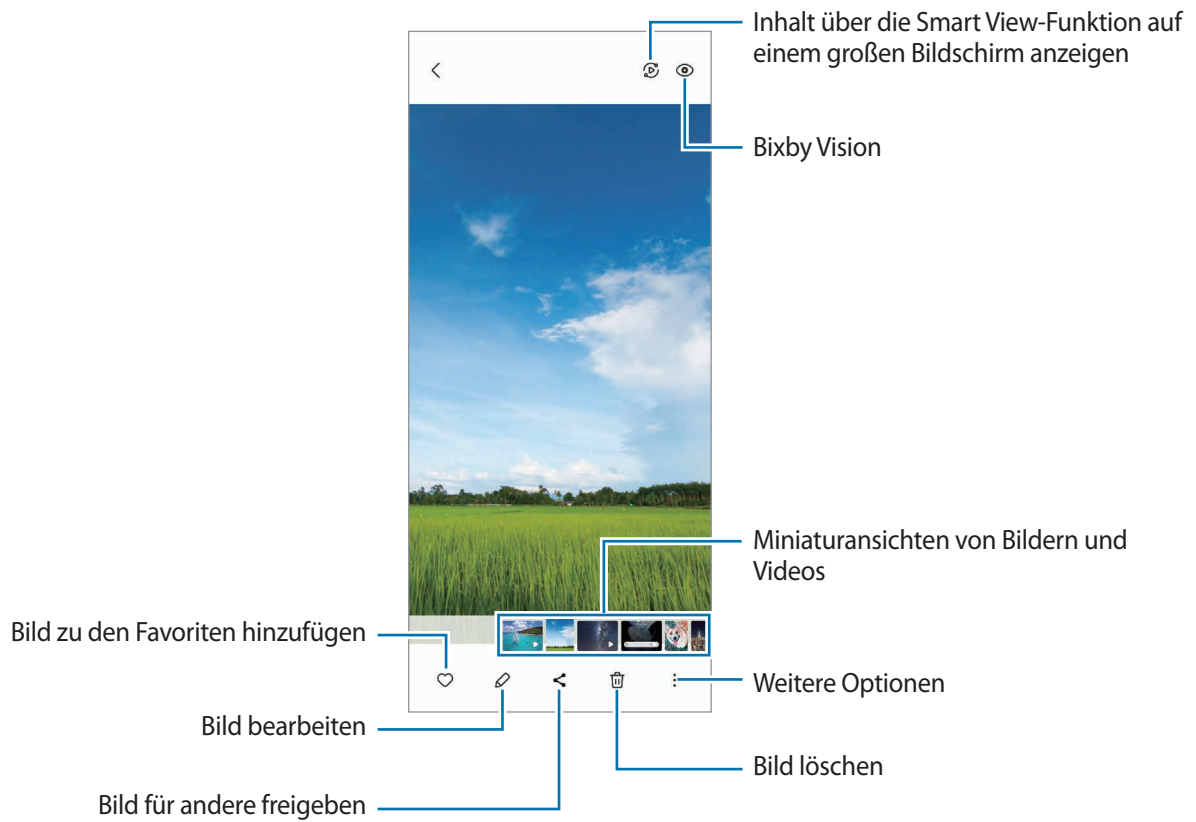 Inhalt über die Smart View-Funktion auf
einem großen Bildschirm anzeigen
Bixby Vision
Miniaturansichten von Bildern und
Videos
Bild zu den Favoriten hinzufügen
Weitere Optionen
Bild bearbeiten
Bild löschen
Bild für andere freigeben